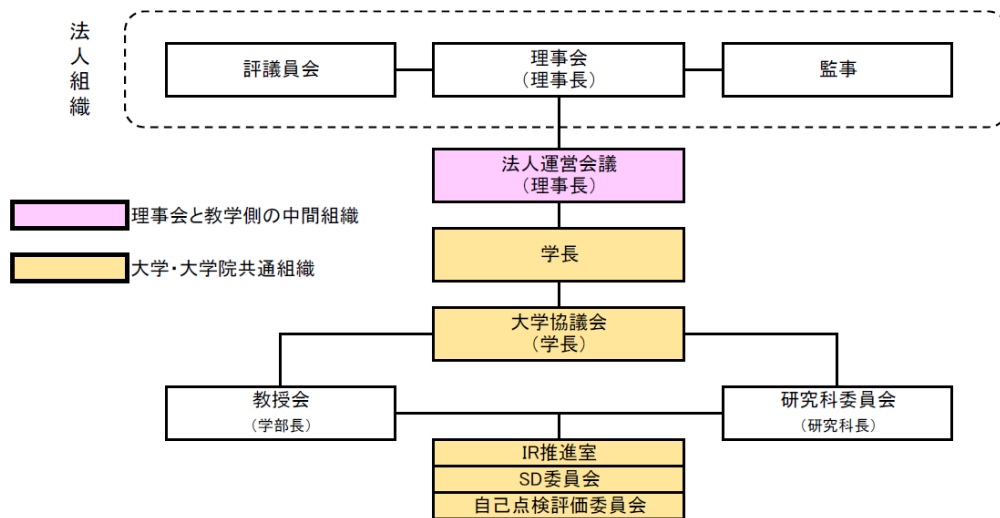 法人組織
評議員会
理事会
（理事長）
監事
法人運営会議
（理事長）
理事会と教学側の中間組織
学長
大学・大学院共通組織
大学協議会
（学長）
教授会
（学部長）
研究科委員会
（研究科長）
IR推進室
SD委員会
自己点検評価委員会